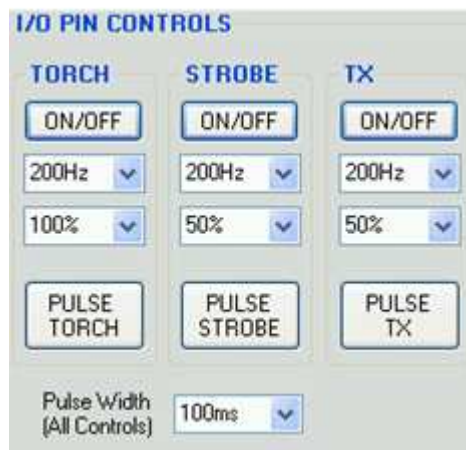 I/O PIN CONTROLS
TORCH STROBE TX
ON/OFF ON/OFF ON/OFF
200Hz 200Hz 200Hz
100% 50% 50%
PULSE PULSE PULSE
TORCH STROBE TX
Pulse Width
(All Controls) 100ms